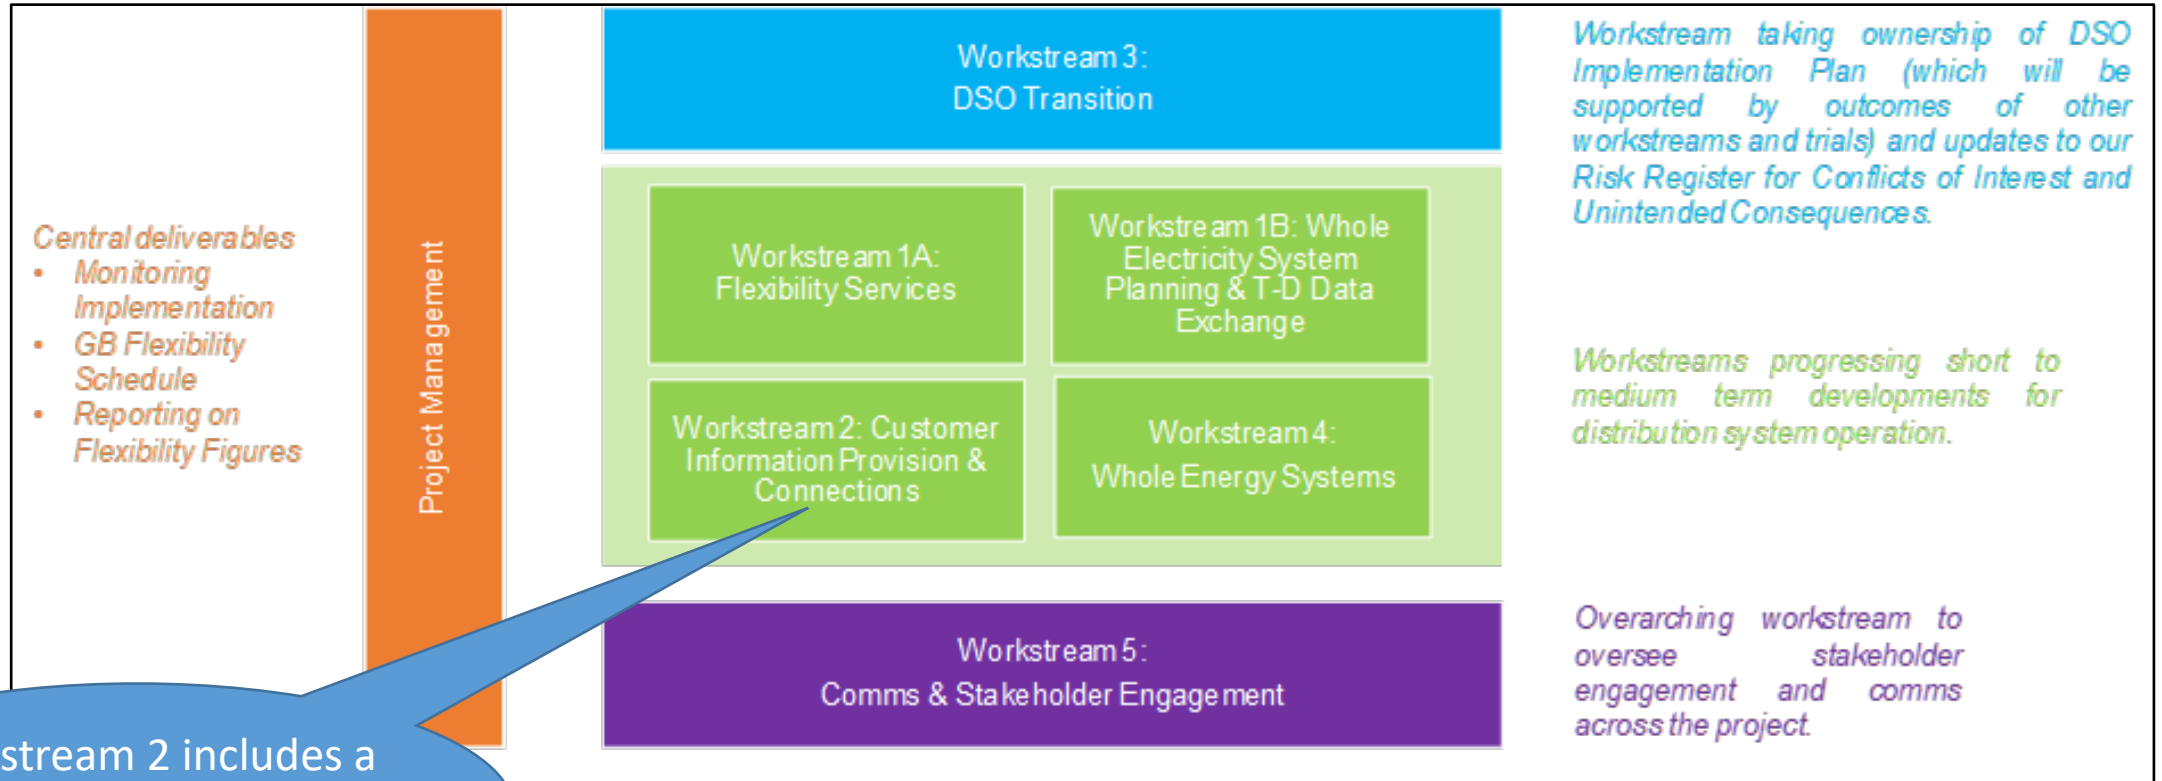 Central deliverables
• Monitoring
Implementation
• GB Flexibility
Schedule
• Reporting on
Flexibility Figures
Project Management
Workstream 3:
DSO Transition
Workstream 1A:
Flexibility Services
Workstream 1B: Whole
Electricity System
Planning & T-D Data
Exchange
Workstream 2: Customer
Information Provision &
Connections
Workstream 4:
Whole Energy Systems
Workstream 5:
Comms & Stakeholder Engagement
Workstream taking ownership of DSO
Implementation Plan (which will be
supported by outcomes of other
workstreams and trials) and updates to our
Risk Register for Conflicts of Interest and
Unintended Consequences.
Workstreams progressing short to
medium term developments for
distribution system operation.
Overarching workstream to
oversee stakeholder
engagement and comms
across the project.
stream 2 includes a